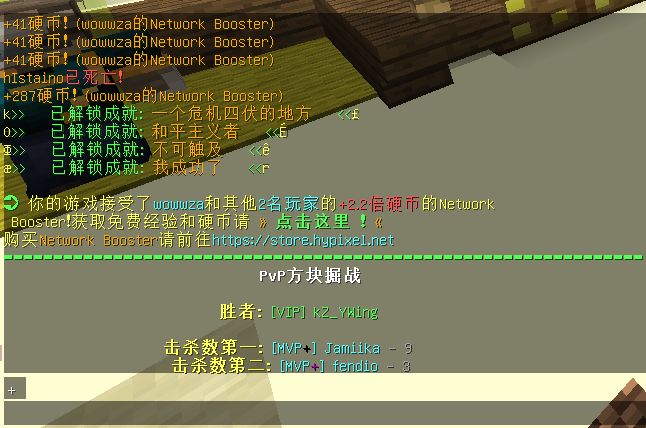 +41硬币! (wowwza的Network Booster)
+41硬币! (wowwza的Network Booster)
+41硬币! (wowwza的Network Booster)
hIstaino已死亡!
+287硬币! (wowwza的Network Booster)
k>> 已解锁成就: 一个危机四伏的地方 <<£
O>> 已解锁成就: 和平主义者 <<É
>> 已解锁成就: 不可触及 <<ê
æ>> 已解锁成就: 我成功了 <<r
➲ 你的游戏接受了wowwza和其他2名玩家的+2.2倍硬币的Network
Booster!获取免费经验和硬币请 » 点击这里 ! «
购买Network Booster请前往https://store.hypixel.net
PvP方块掘战
胜者: [VIP] kZ_YWing
击杀数第一: [MVP+] Jamiika - 9
击杀数第二: [MVP+] fendio - 8
+